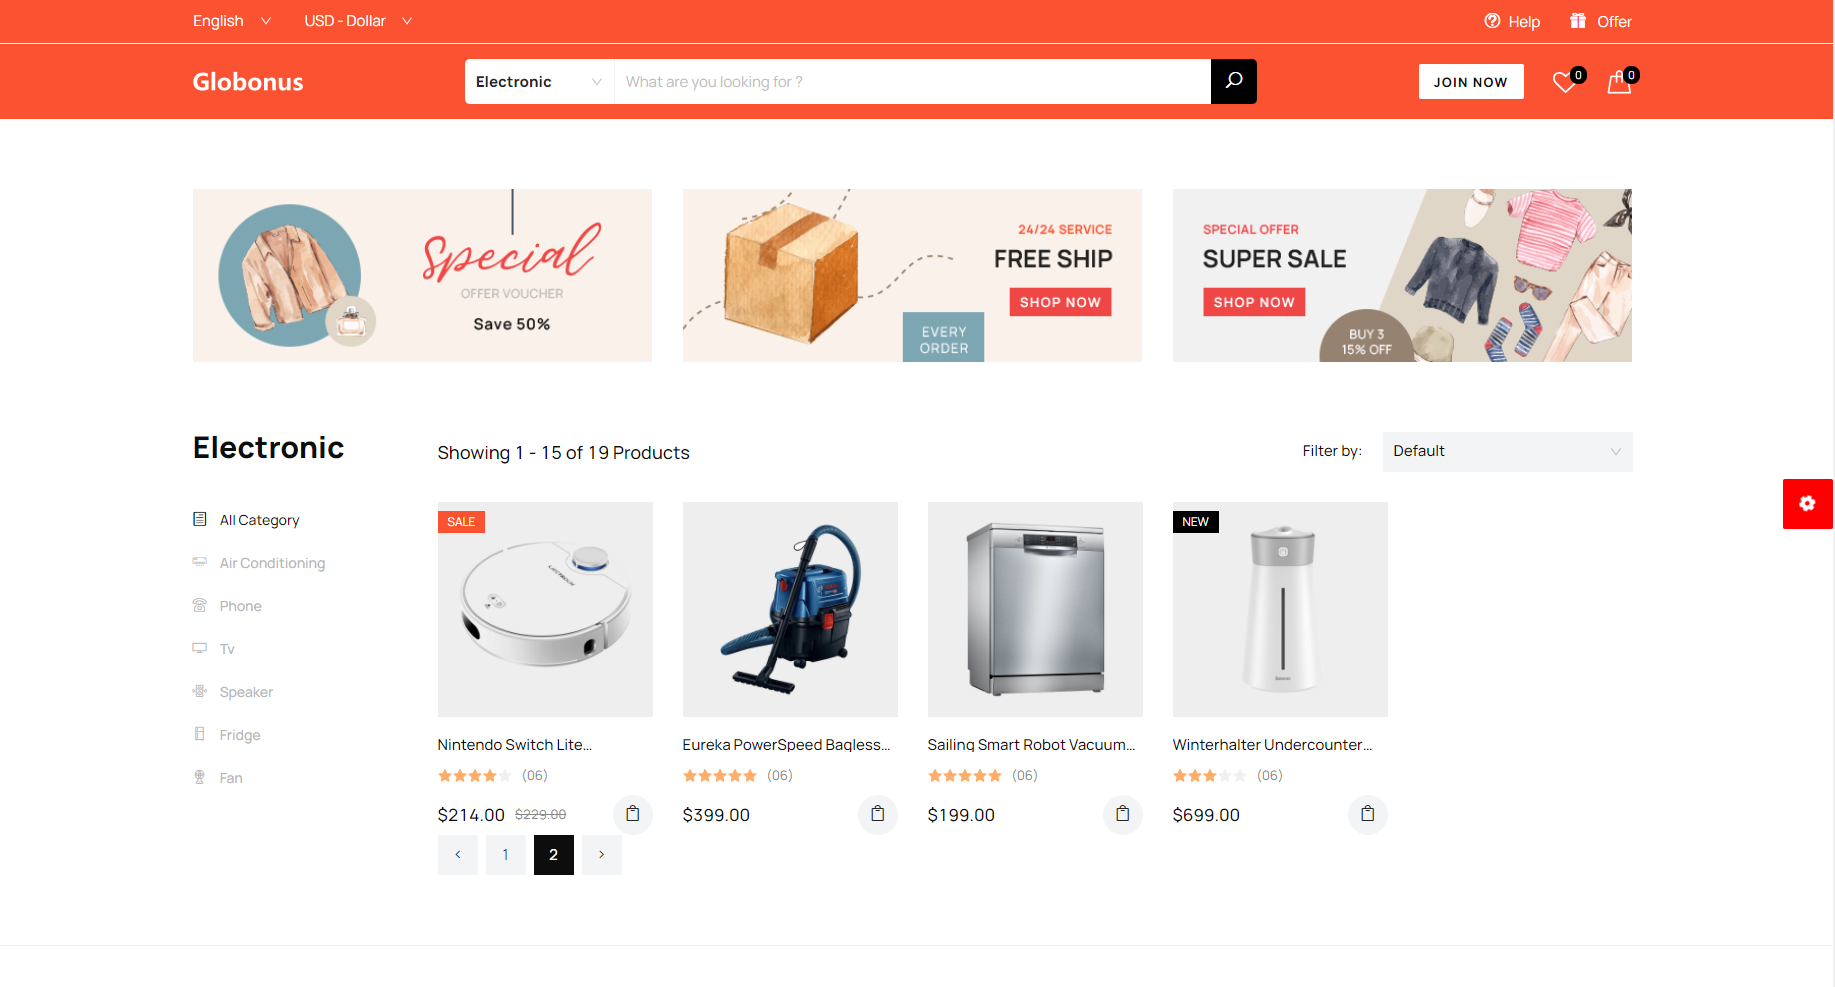 English
USD - Dollar
Help
Offer
Globonus
Electronic
What are you looking for ?
JOIN NOW
0
0
Special
OFFER VOUCHER
Save 50%
24/24 SERVICE
FREE SHIP
SHOP NOW
EVERY
ORDER
SPECIAL OFFER
SUPER SALE
SHOP NOW
BUY 3
15% OFF
Electronic
Showing 1 - 15 of 19 Products
Filter by:
Default
All Category
Air Conditioning
Phone
Tv
Speaker
Fridge
Fan
SALE
NEW
Nintendo Switch Lite...
(06)
$214.00 $229.00
Eureka PowerSpeed Bagless...
(06)
$399.00
Sailing Smart Robot Vacuum...
(06)
$199.00
Winterhalter Undercounter...
(06)
$699.00
< 1 2 >